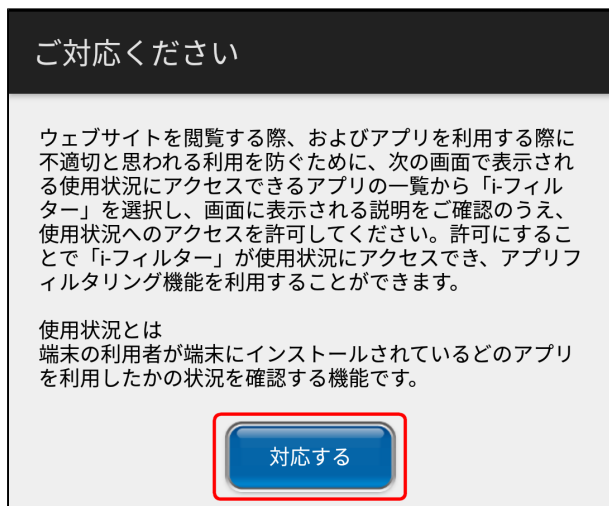 ご対応ください
ウェブサイトを閲覧する際、およびアプリを利用する際に
不適切と思われる利用を防ぐために、次の画面で表示され
る使用状況にアクセスできるアプリの一覧から「i-フィル
ター」を選択し、画面に表示される説明をご確認のうえ、
使用状況へのアクセスを許可してください。許可にするこ
とで「i-フィルター」が使用状況にアクセスでき、アプリフ
ィルタリング機能を利用することができます。
使用状況とは
端末の利用者が端末にインストールされているどのアプリ
を利用したかの状況を確認する機能です。
対応する